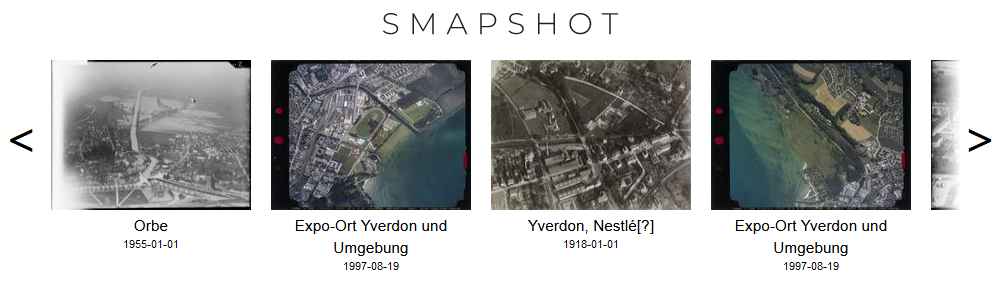 SMAPSHOT
<
>
Orbe
1955-01-01
Expo-Ort Yverdon und
Umgebung
1997-08-19
Yverdon, Nestlé[?]
1918-01-01
Expo-Ort Yverdon und
Umgebung
1997-08-19